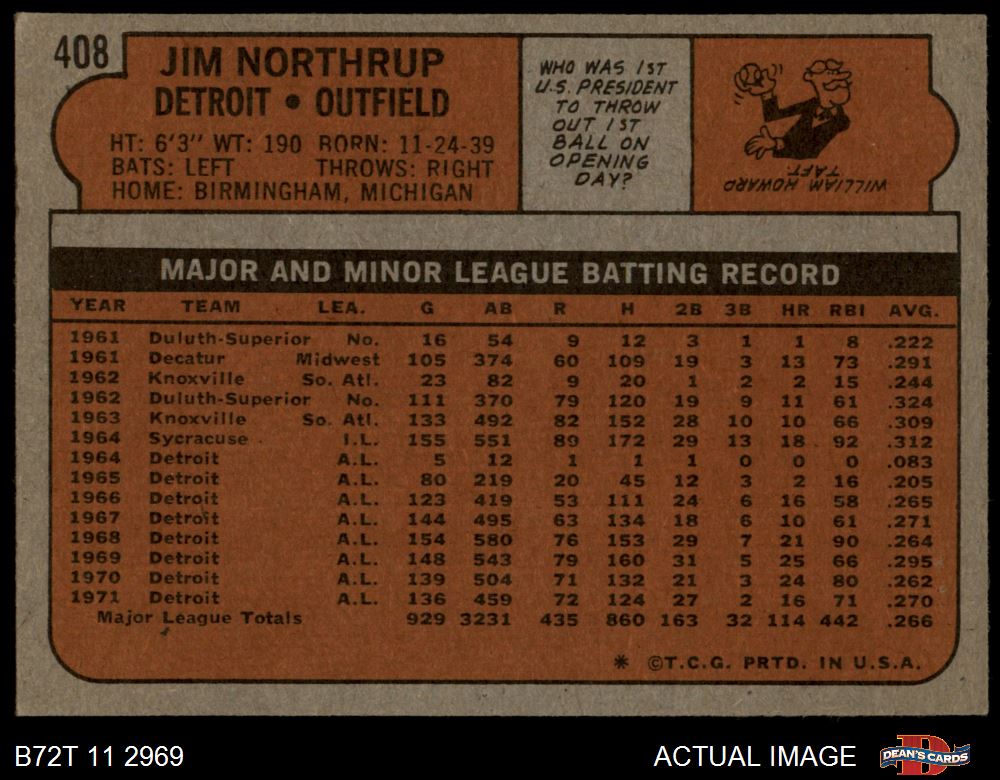 408
JIM NORTHRUP
DETROIT • OUTFIELD
HT: 6'3" WT: 190 BORN: 11-24-39
BATS: LEFT THROWS: RIGHT
HOME: BIRMINGHAM, MICHIGAN
WHO WAS 1ST
U.S. PRESIDENT
TO THROW
OUT 1ST
BALL ON
OPENING
DAY?
WILLIAM HOWARD
TAFT.
MAJOR AND MINOR LEAGUE BATTING RECORD
YEAR TEAM LEA. G AB R H 2B 3B HR RBI AVG.
1961 Duluth-Superior No. 16 54 9 12 3 1 1 8 .222
1961 Decatur Midwest 105 374 60 109 19 3 13 73 .291
1962 Knoxville So. Atl. 23 82 9 20 1 2 2 15 .244
1962 Duluth-Superior No. 111 370 79 120 19 9 11 61 .324
1963 Knoxville So. Atl. 133 492 82 152 28 10 10 66 .309
1964 Sycracuse I.L. 155 551 89 172 29 13 18 92 .312
1964 Detroit A.L. 5 12 1 1 1 0 0 0 .083
1965 Detroit A.L. 80 219 20 45 12 3 2 16 .205
1966 Detroit A.L. 123 419 53 111 24 6 16 58 .265
1967 Detroit A.L. 144 495 63 134 18 6 10 61 .271
1968 Detroit A.L. 154 580 76 153 29 7 21 90 .264
1969 Detroit A.L. 148 543 79 160 31 5 25 66 .295
1970 Detroit A.L. 139 504 71 132 21 3 24 80 .262
1971 Detroit A.L. 136 459 72 124 27 2 16 71 .270
Major League Totals 929 3231 435 860 163 32 114 442 .266
* ©T.C.G. PRTD. IN U.S.A.
B72T 11 2969 ACTUAL IMAGE
D
DEAN'S CARDS